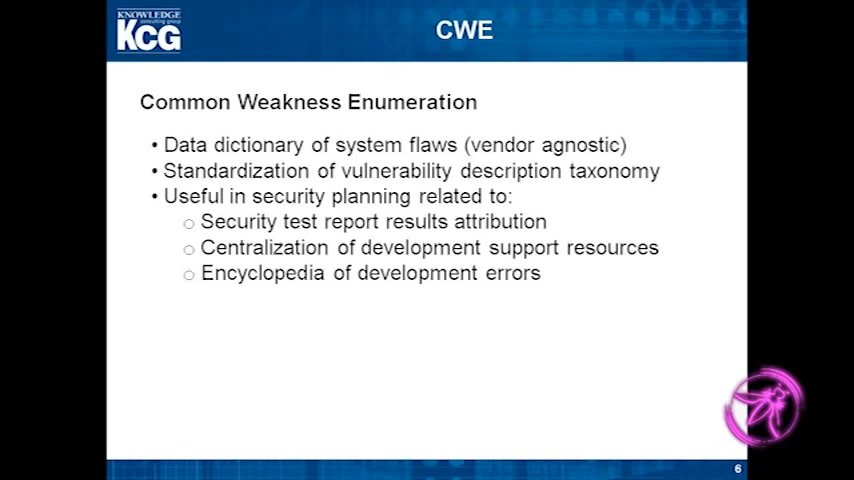 KNOWLEDGE
consulting group
KCG
CWE
Common Weakness Enumeration
• Data dictionary of system flaws (vendor agnostic)
• Standardization of vulnerability description taxonomy
• Useful in security planning related to:
○ Security test report results attribution
○ Centralization of development support resources
○ Encyclopedia of development errors
6